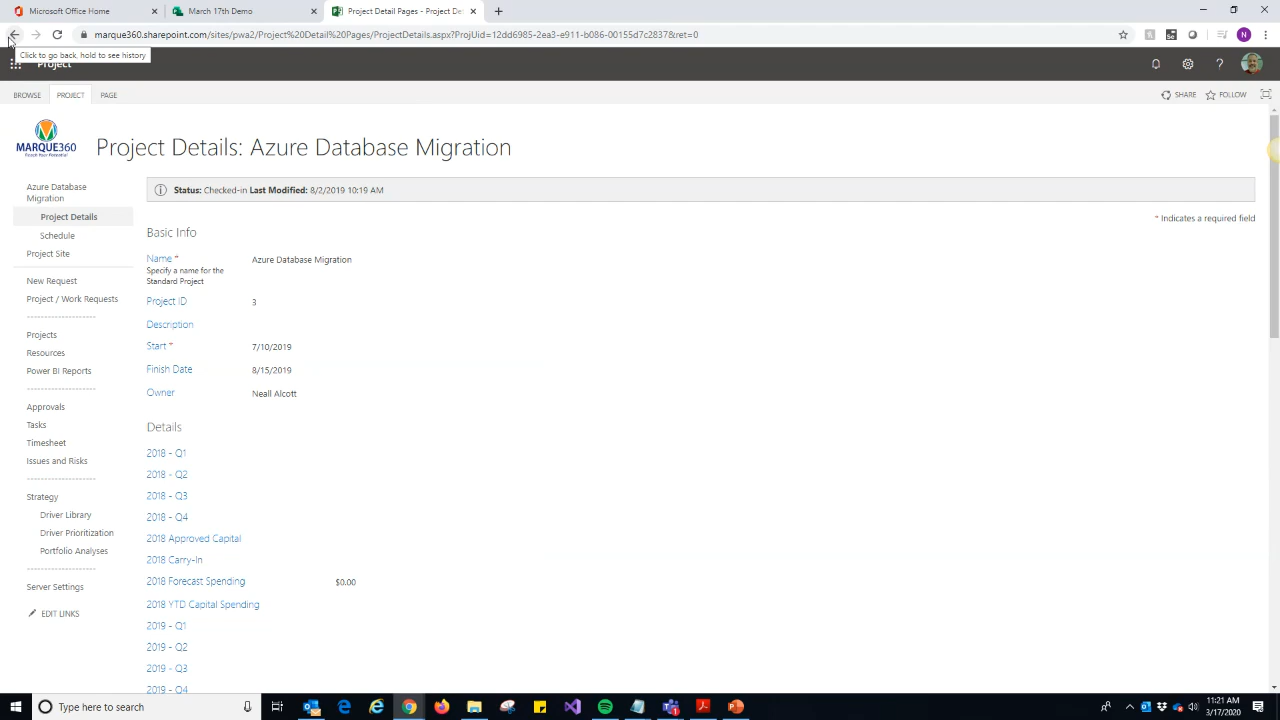 Microsoft Office Home
March 17th Demo
Project Detail Pages - Project De
marque360.sharepoint.com/sites/pwa2/Project%20Detail%20Pages/ProjectDetails.aspx?ProjUid=12dd6985-2ea3-e911-b086-00155d7c2837&ret=0
N
Click to go back, hold to see history
Project
BROWSE
PROJECT
PAGE
SHARE
FOLLOW
MARQUE360
Reach Your Potential
Project Details: Azure Database Migration
Status: Checked-in Last Modified: 8/2/2019 10:19 AM
* Indicates a required field
Azure Database
Migration
Project Details
Schedule
Project Site
New Request
Project / Work Requests
--------------------
Projects
Resources
Power BI Reports
--------------------
Approvals
Tasks
Timesheet
Issues and Risks
--------------------
Strategy
Driver Library
Driver Prioritization
Portfolio Analyses
--------------------
Server Settings
EDIT LINKS
Basic Info
Name * Azure Database Migration
Specify a name for the
Standard Project
Project ID 3
Description
Start * 7/10/2019
Finish Date 8/15/2019
Owner Neall Alcott
Details
2018 - Q1
2018 - Q2
2018 - Q3
2018 - Q4
2018 Approved Capital
2018 Carry-In
2018 Forecast Spending $0.00
2018 YTD Capital Spending
2019 - Q1
2019 - Q2
2019 - Q3
2019 - Q4
Type here to search
11:21 AM
3/17/2020